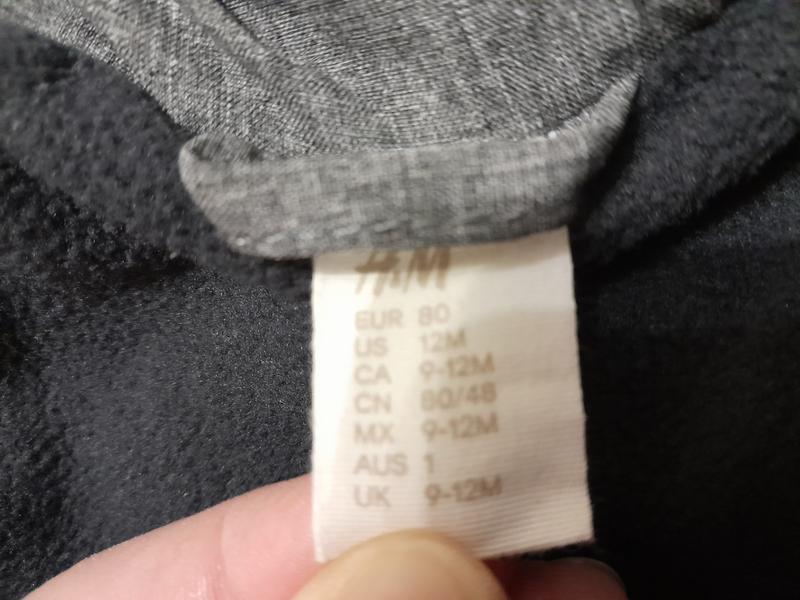 H&M
EUR 80
US 12M
CA 9-12M
CN 80/48
MX 9-12M
AUS 1
UK 9-12M